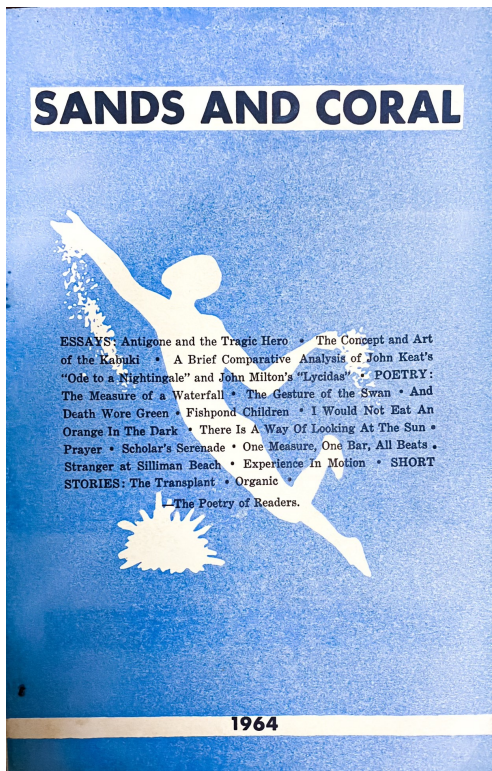 SANDS AND CORAL
ESSAYS: Antigone and the Tragic Hero • The Concept and Art
of the Kabuki • A Brief Comparative Analysis of John Keat's
"Ode to a Nightingale" and John Milton's "Lycidas" • POETRY:
The Measure of a Waterfall • The Gesture of the Swan • And
Death Wore Green • Fishpond Children • I Would Not Eat An
Orange In The Dark • There Is A Way Of Looking At The Sun •
Prayer • Scholar's Serenade • One Measure, One Bar, All Beats •
Stranger at Silliman Beach • Experience In Motion • SHORT
STORIES: The Transplant • Organic •
—The Poetry of Readers.
1964